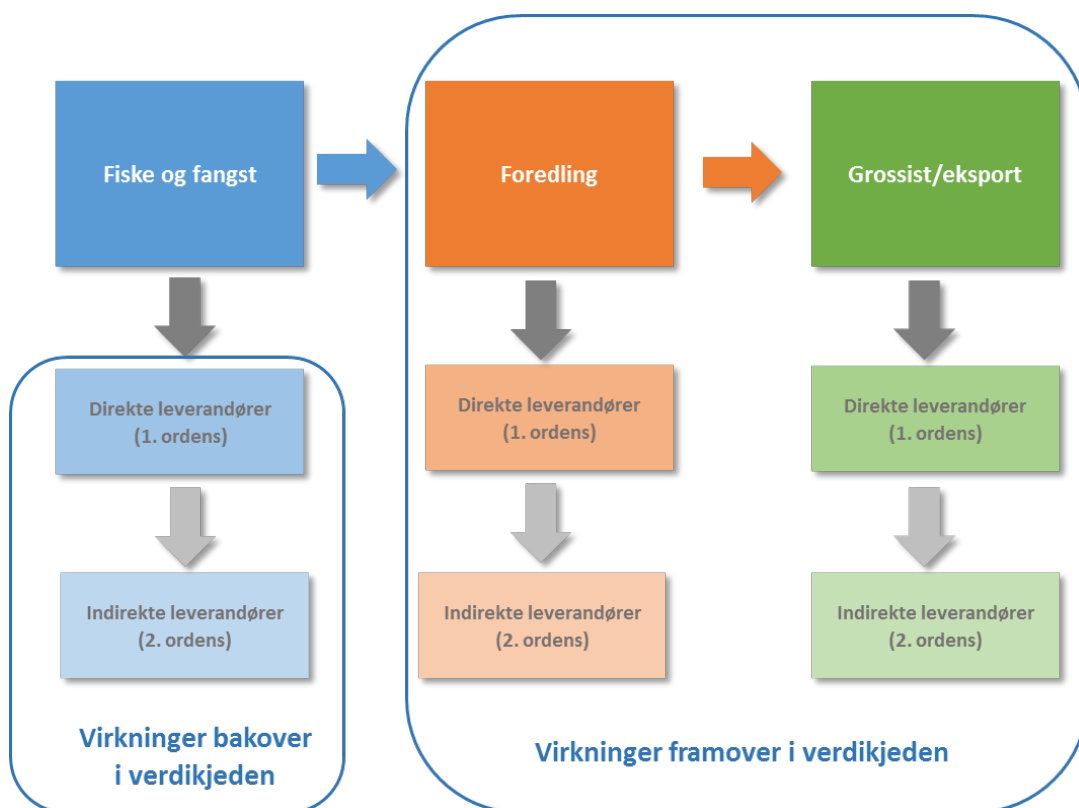 Fiske og fangst
Foredling
Grossist/eksport
Direkte leverandører
(1. ordens)
Direkte leverandører
(1. ordens)
Direkte leverandører
(1. ordens)
Indirekte leverandører
(2. ordens)
Indirekte leverandører
(2. ordens)
Indirekte leverandører
(2. ordens)
Virkninger bakover
i verdikjeden
Virkninger framover i verdikjeden